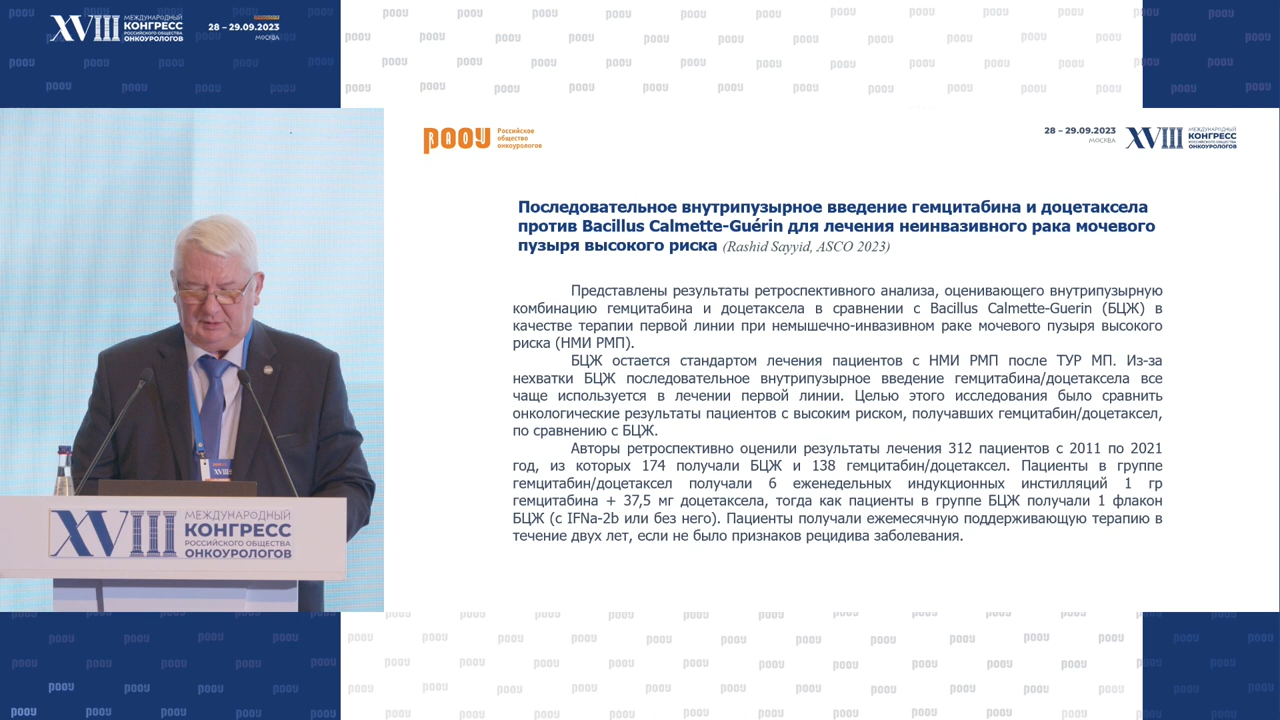 XVIII МЕЖДУНАРОДНЫЙ
КОНГРЕСС
РОССИЙСКОГО ОБЩЕСТВА
ОНКОУРОЛОГОВ
28 – 29.09.2023
МОСКВА
РООУ Российское
общество
онкоурологов
28 – 29.09.2023
МОСКВА
XVIII МЕЖДУНАРОДНЫЙ
КОНГРЕСС
РОССИЙСКОГО ОБЩЕСТВА
ОНКОУРОЛОГОВ
Последовательное внутрипузырное введение гемцитабина и доцетаксела
против Bacillus Calmette-Guérin для лечения неинвазивного рака мочевого
пузыря высокого риска (Rashid Sayyid, ASCO 2023)
Представлены результаты ретроспективного анализа, оценивающего внутрипузырную
комбинацию гемцитабина и доцетаксела в сравнении с Bacillus Calmette-Guerin (БЦЖ) в
качестве терапии первой линии при немышечно-инвазивном раке мочевого пузыря высокого
риска (НМИ РМП).
БЦЖ остается стандартом лечения пациентов с НМИ РМП после ТУР МП. Из-за
нехватки БЦЖ последовательное внутрипузырное введение гемцитабина/доцетаксела все
чаще используется в лечении первой линии. Целью этого исследования было сравнить
онкологические результаты пациентов с высоким риском, получавших гемцитабин/доцетаксел,
по сравнению с БЦЖ.
Авторы ретроспективно оценили результаты лечения 312 пациентов с 2011 по 2021
год, из которых 174 получали БЦЖ и 138 гемцитабин/доцетаксел. Пациенты в группе
гемцитабин/доцетаксел получали 6 еженедельных индукционных инстилляций 1 гр
гемцитабина + 37,5 мг доцетаксела, тогда как пациенты в группе БЦЖ получали 1 флакон
БЦЖ (с IFNa-2b или без него). Пациенты получали ежемесячную поддерживающую терапию в
течение двух лет, если не было признаков рецидива заболевания.
XVIII МЕЖДУНАРОДНЫЙ
КОНГРЕСС
РОССИЙСКОГО ОБЩЕСТВА
ОНКОУРОЛОГОВ